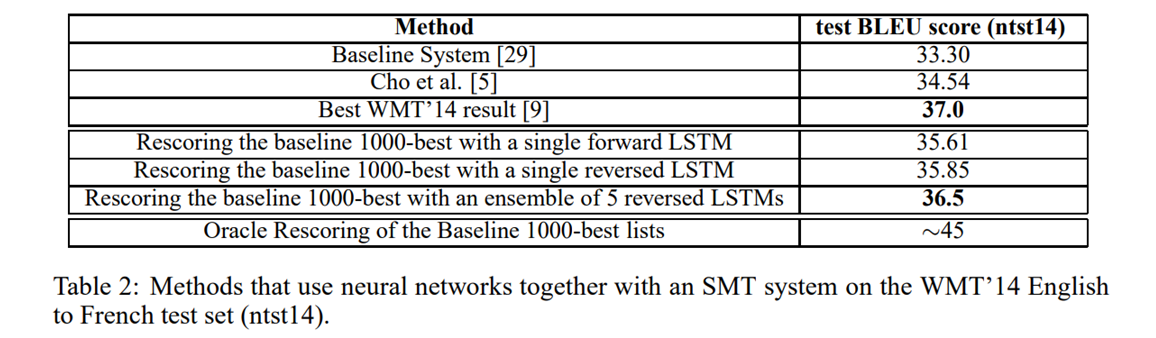 Method test BLEU score (ntst14)
Baseline System [29] 33.30
Cho et al. [5] 34.54
Best WMT’14 result [9] 37.0
Rescoring the baseline 1000-best with a single forward LSTM 35.61
Rescoring the baseline 1000-best with a single reversed LSTM 35.85
Rescoring the baseline 1000-best with an ensemble of 5 reversed LSTMs 36.5
Oracle Rescoring of the Baseline 1000-best lists ∼45
Table 2: Methods that use neural networks together with an SMT system on the WMT’14 English
to French test set (ntst14).